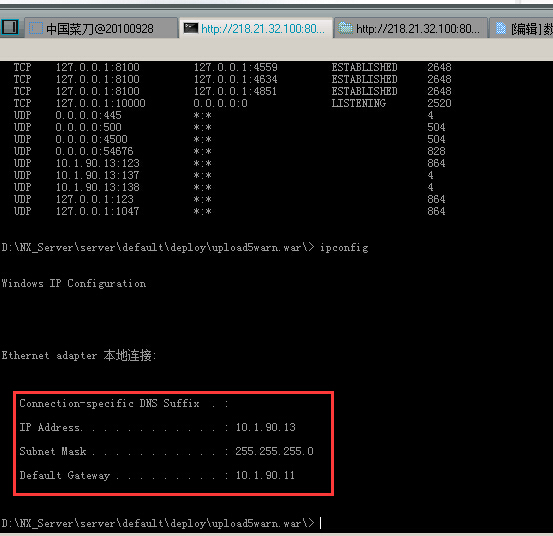 中国菜刀@20100928
http://218.21.32.100:80...
http://218.21.32.100:80...
[编辑]数
TCP 127.0.0.1:8100 127.0.0.1:4559 ESTABLISHED 2648
TCP 127.0.0.1:8100 127.0.0.1:4634 ESTABLISHED 2648
TCP 127.0.0.1:8100 127.0.0.1:4851 ESTABLISHED 2648
TCP 127.0.0.1:10000 0.0.0.0:0 LISTENING 2520
UDP 0.0.0.0:445 *:* 4
UDP 0.0.0.0:500 *:* 504
UDP 0.0.0.0:4500 *:* 504
UDP 0.0.0.0:54676 *:* 828
UDP 10.1.90.13:123 *:* 864
UDP 10.1.90.13:137 *:* 4
UDP 10.1.90.13:138 *:* 4
UDP 127.0.0.1:123 *:* 864
UDP 127.0.0.1:1047 *:* 864
D:\NX_Server\server\default\deploy\upload5warn.war\> ipconfig
Windows IP Configuration
Ethernet adapter 本地连接:
Connection-specific DNS Suffix . :
IP Address. . . . . . . . . . . . : 10.1.90.13
Subnet Mask . . . . . . . . . . . : 255.255.255.0
Default Gateway . . . . . . . . . : 10.1.90.11
D:\NX_Server\server\default\deploy\upload5warn.war\>